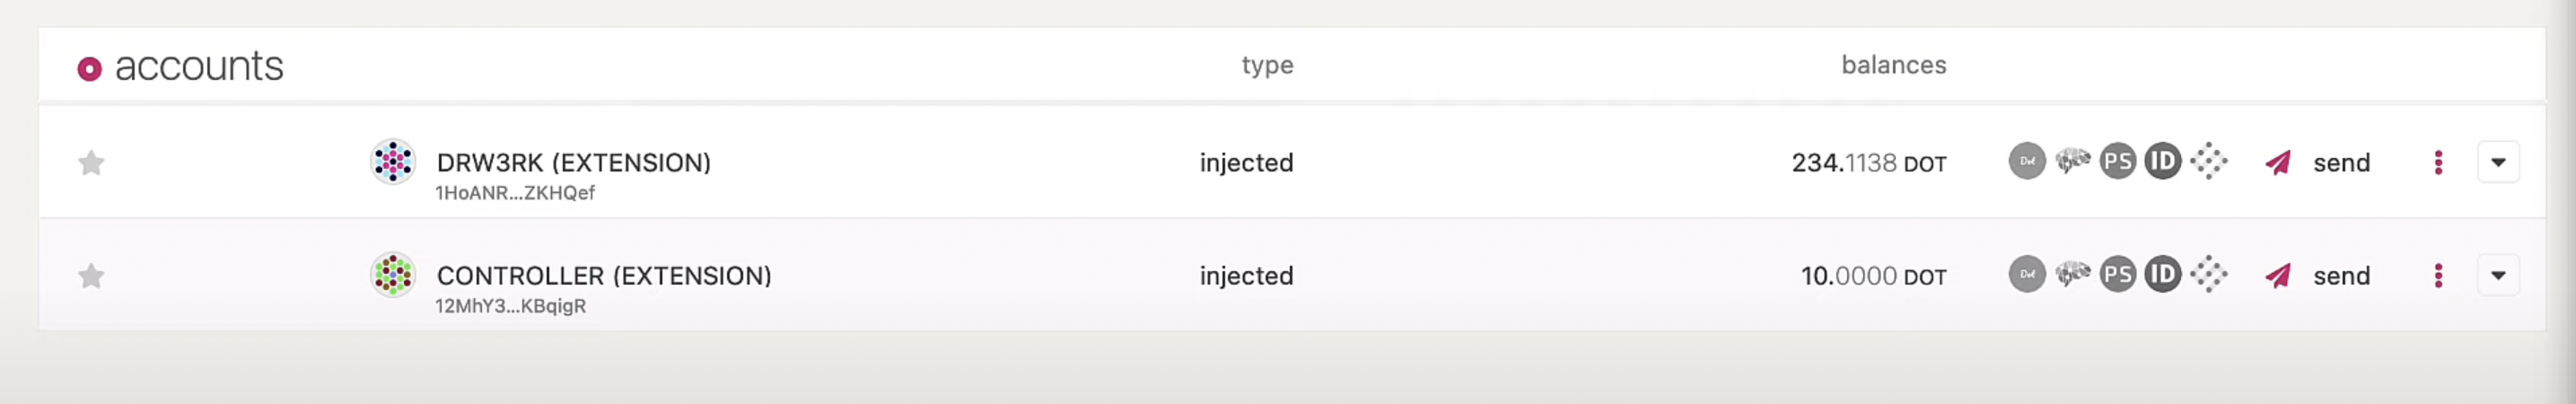 accounts type balances
DRW3RK (EXTENSION) injected 234.1138 DOT PS ID send
1HoANR...ZKHQef
CONTROLLER (EXTENSION) injected 10.0000 DOT PS ID send
12MhY3...KBqigR